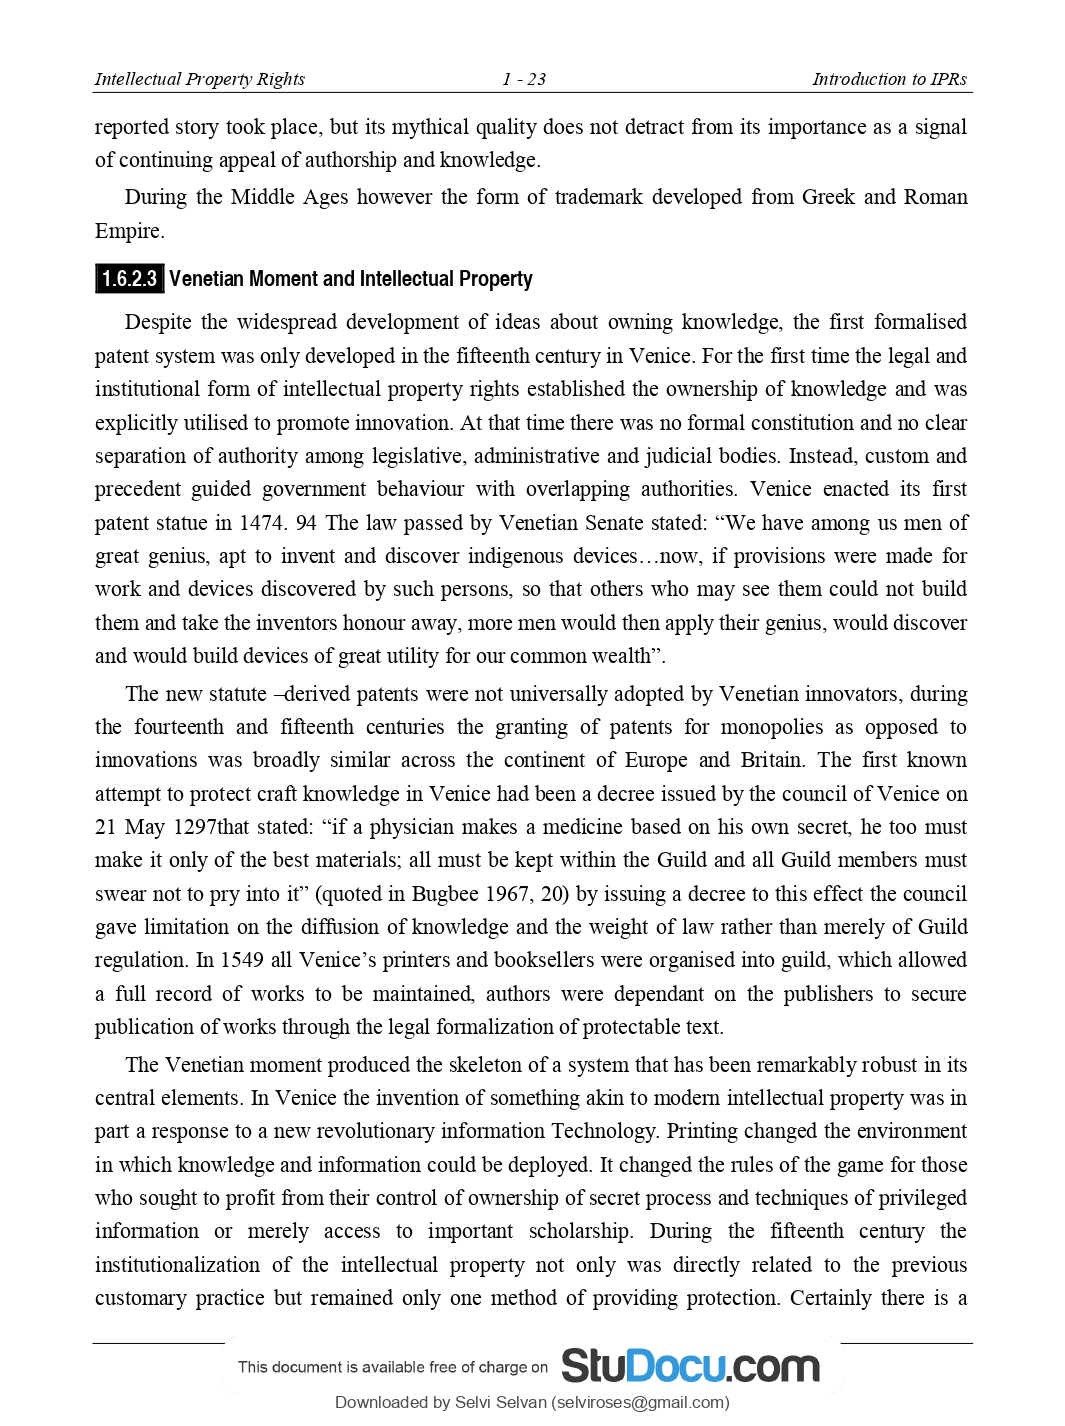 Intellectual Property Rights 1 - 23 Introduction to IPRs
reported story took place, but its mythical quality does not detract from its importance as a signal
of continuing appeal of authorship and knowledge.
During the Middle Ages however the form of trademark developed from Greek and Roman
Empire.
1.6.2.3 Venetian Moment and Intellectual Property
Despite the widespread development of ideas about owning knowledge, the first formalised
patent system was only developed in the fifteenth century in Venice. For the first time the legal and
institutional form of intellectual property rights established the ownership of knowledge and was
explicitly utilised to promote innovation. At that time there was no formal constitution and no clear
separation of authority among legislative, administrative and judicial bodies. Instead, custom and
precedent guided government behaviour with overlapping authorities. Venice enacted its first
patent statue in 1474. 94 The law passed by Venetian Senate stated: “We have among us men of
great genius, apt to invent and discover indigenous devices…now, if provisions were made for
work and devices discovered by such persons, so that others who may see them could not build
them and take the inventors honour away, more men would then apply their genius, would discover
and would build devices of great utility for our common wealth”.
The new statute –derived patents were not universally adopted by Venetian innovators, during
the fourteenth and fifteenth centuries the granting of patents for monopolies as opposed to
innovations was broadly similar across the continent of Europe and Britain. The first known
attempt to protect craft knowledge in Venice had been a decree issued by the council of Venice on
21 May 1297that stated: “if a physician makes a medicine based on his own secret, he too must
make it only of the best materials; all must be kept within the Guild and all Guild members must
swear not to pry into it” (quoted in Bugbee 1967, 20) by issuing a decree to this effect the council
gave limitation on the diffusion of knowledge and the weight of law rather than merely of Guild
regulation. In 1549 all Venice’s printers and booksellers were organised into guild, which allowed
a full record of works to be maintained, authors were dependant on the publishers to secure
publication of works through the legal formalization of protectable text.
The Venetian moment produced the skeleton of a system that has been remarkably robust in its
central elements. In Venice the invention of something akin to modern intellectual property was in
part a response to a new revolutionary information Technology. Printing changed the environment
in which knowledge and information could be deployed. It changed the rules of the game for those
who sought to profit from their control of ownership of secret process and techniques of privileged
information or merely access to important scholarship. During the fifteenth century the
institutionalization of the intellectual property not only was directly related to the previous
customary practice but remained only one method of providing protection. Certainly there is a
This document is available free of charge on StuDocu.com
Downloaded by Selvi Selvan (selviroses@gmail.com)